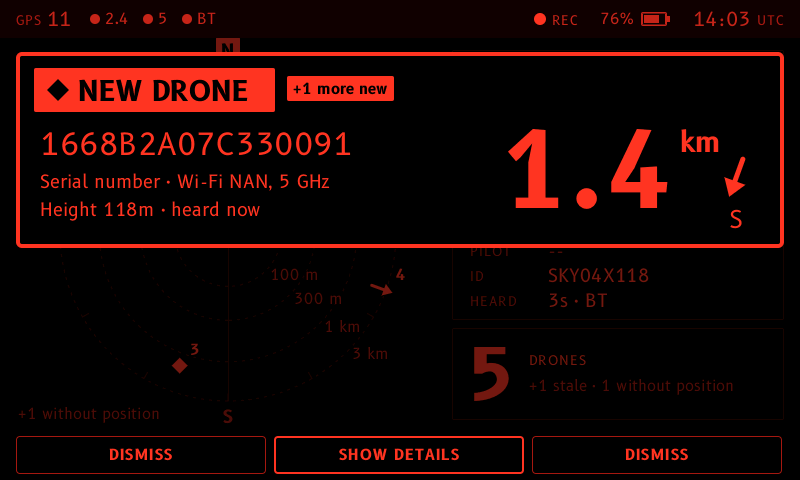 GPS 11 2.4 5 BT REC 76% 14:03 UTC
N
NEW DRONE +1 more new
1668B2A07C330091
Serial number · Wi-Fi NAN, 5 GHz
Height 118m · heard now
1.4 km
S
PILOT --
ID SKY04X118
HEARD 3s · BT
100 m
300 m
1 km
3 km
4
3
5 DRONES
+1 stale · 1 without position
+1 without position
S
DISMISS SHOW DETAILS DISMISS